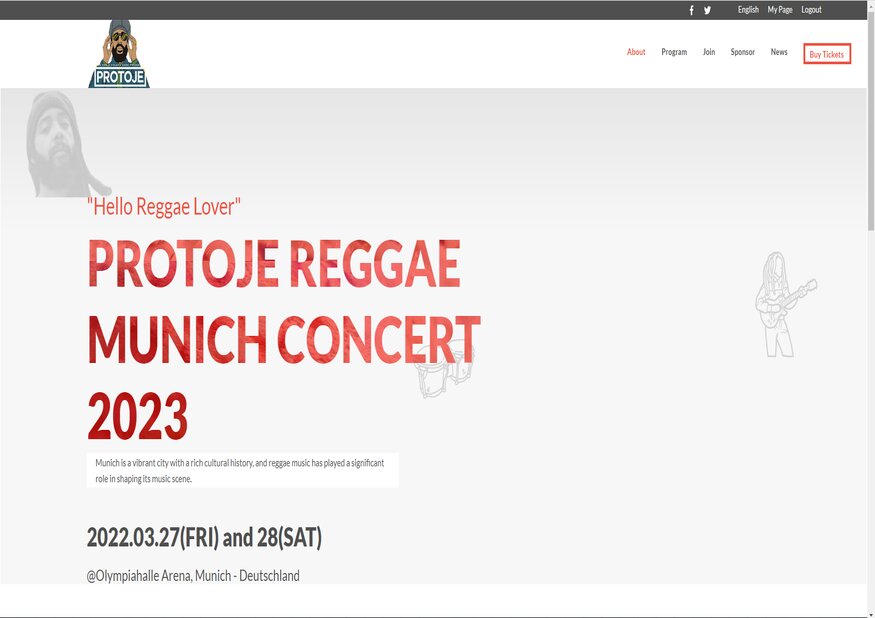 English My Page Logout
PROTOJE
About Program Join Sponsor News Buy Tickets
"Hello Reggae Lover"
PROTOJE REGGAE
MUNICH CONCERT
2023
Munich is a vibrant city with a rich cultural history, and reggae music has played a significant
role in shaping its music scene.
2022.03.27(FRI) and 28(SAT)
@Olympiahalle Arena, Munich - Deutschland